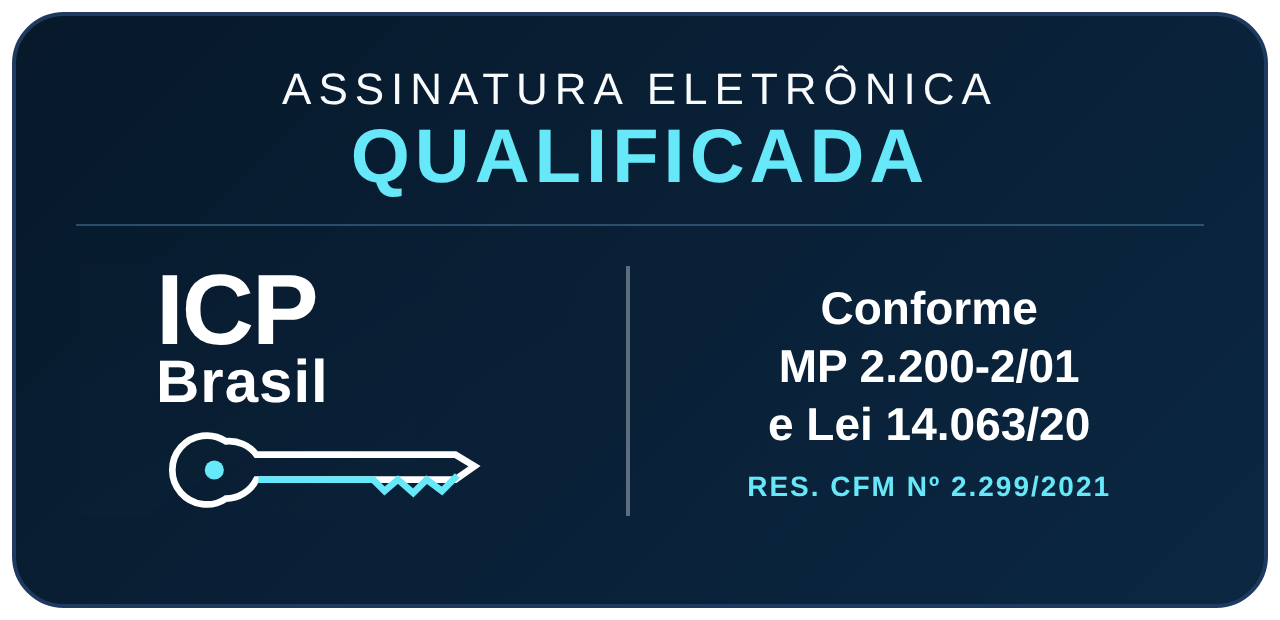 ASSINATURA ELETRÔNICA
QUALIFICADA
ICP
Brasil
Conforme
MP 2.200-2/01
e Lei 14.063/20
RES. CFM Nº 2.299/2021